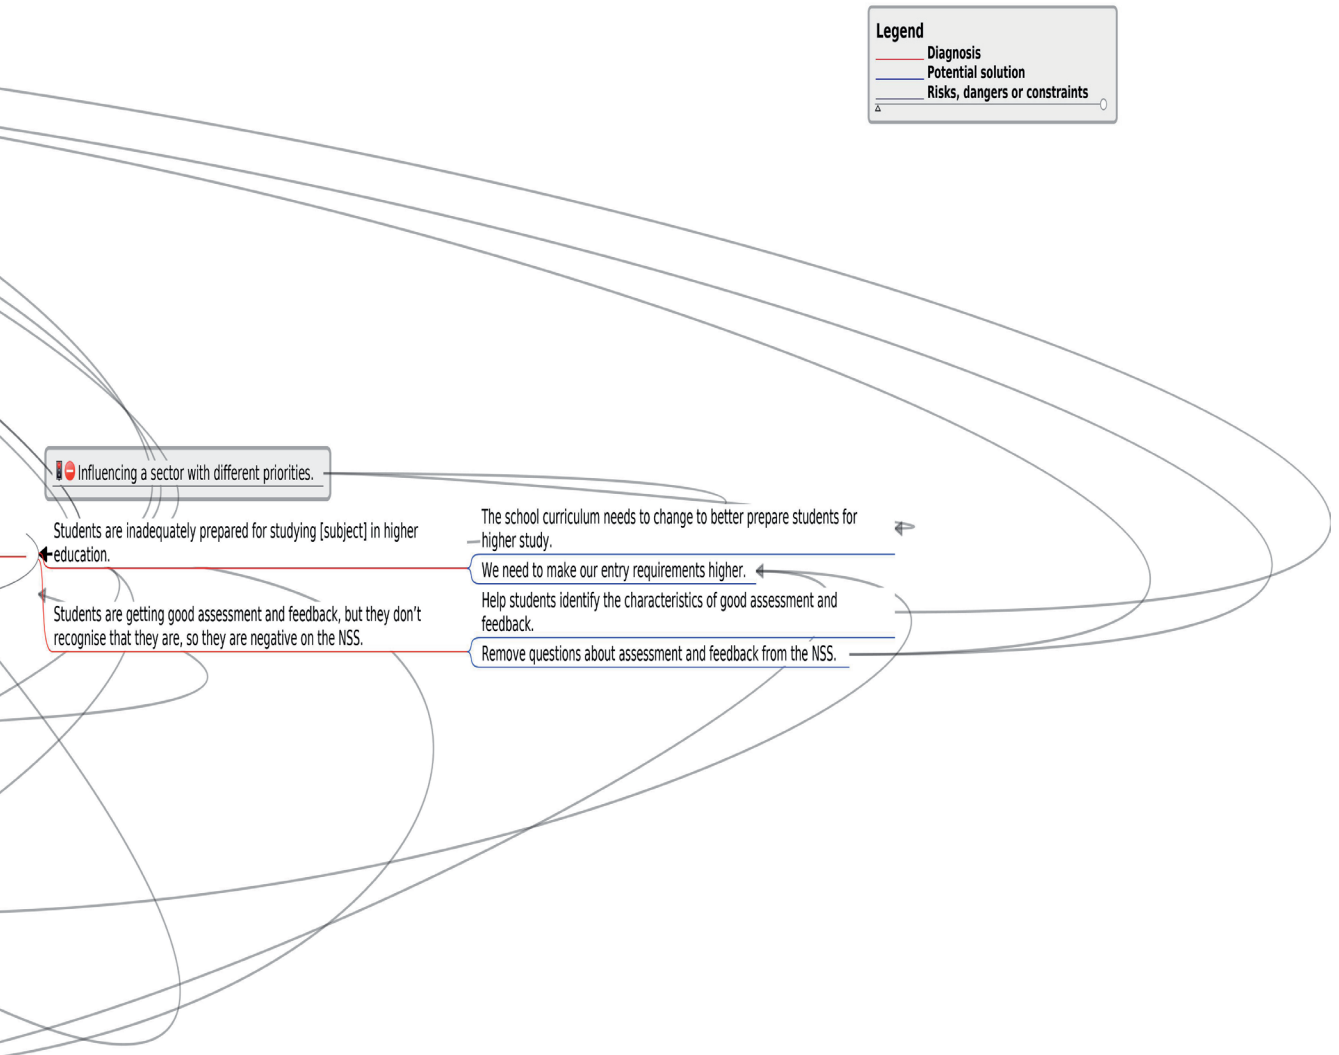 Legend
Diagnosis
Potential solution
Risks, dangers or constraints
Influencing a sector with different priorities.
Students are inadequately prepared for studying [subject] in higher
education.
The school curriculum needs to change to better prepare students for
higher study.
We need to make our entry requirements higher.
Students are getting good assessment and feedback, but they don’t
recognise that they are, so they are negative on the NSS.
Help students identify the characteristics of good assessment and
feedback.
Remove questions about assessment and feedback from the NSS.